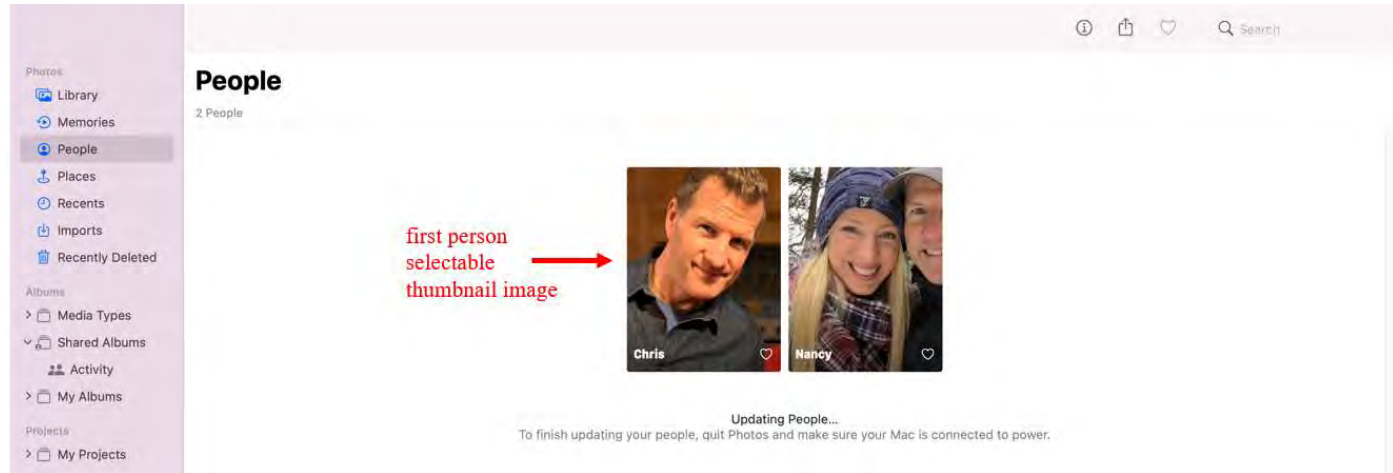 Search
Photos
Library
Memories
People
Places
Recents
Imports
Recently Deleted
Albums
Media Types
Shared Albums
Activity
My Albums
Projects
My Projects
People
2 People
first person
selectable
thumbnail image
Chris
Nancy
Updating People...
To finish updating your people, quit Photos and make sure your Mac is connected to power.